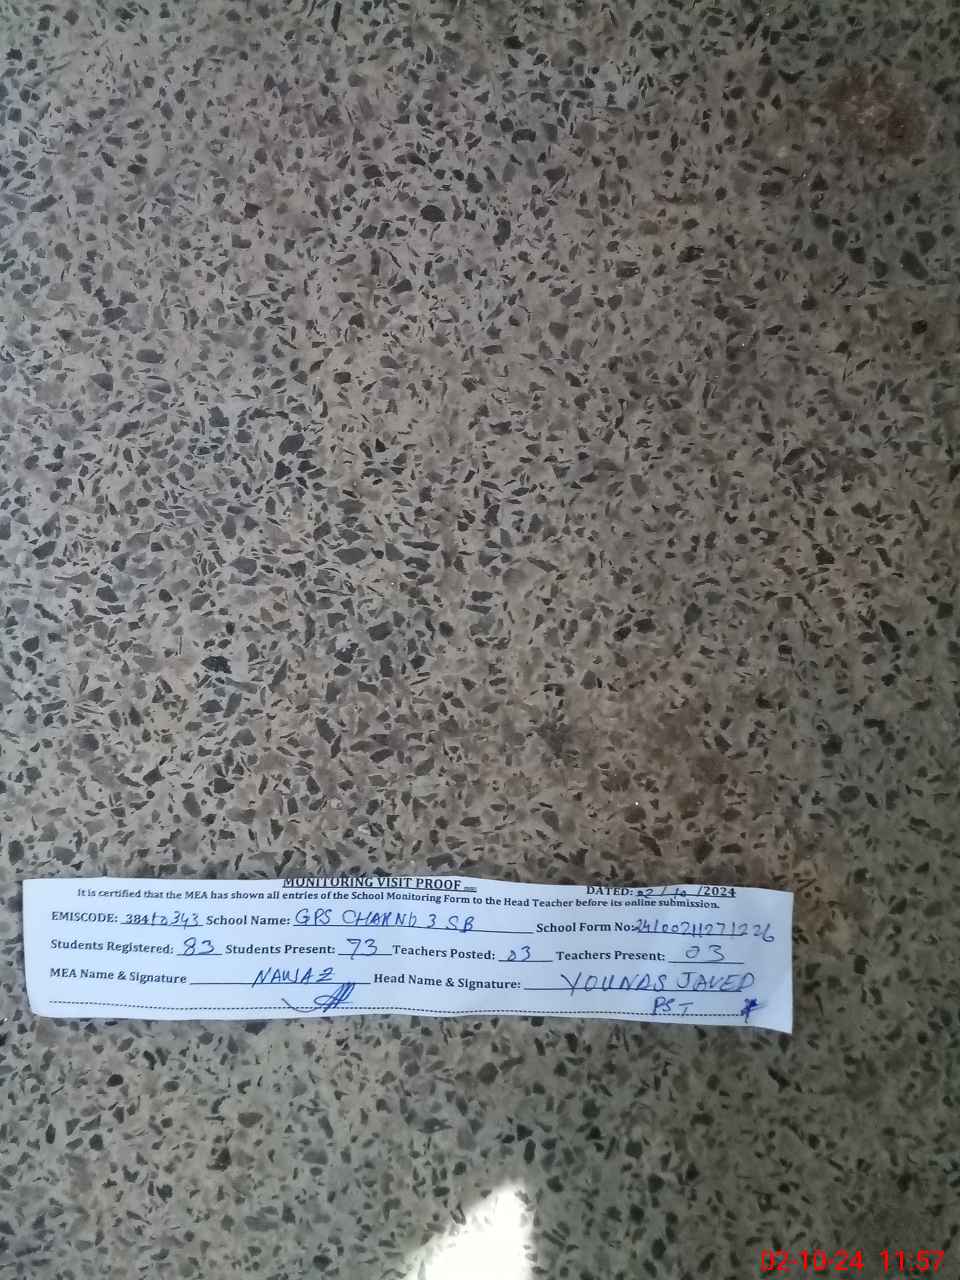 MONITORING VISIT PROOF
DATED: 02/10/2024
It is certified that the MEA has shown all entries of the School Monitoring Form to the Head Teacher before its online submission.
EMISCODE: 38410343 School Name: GPS CHAKND 3 SB School Form No: 24100211271226
Students Registered: 83 Students Present: 73 Teachers Posted: 03 Teachers Present: 03
MEA Name & Signature NAWAZ Head Name & Signature: YOUNAS JAVED
PST
02-10-24 11:57